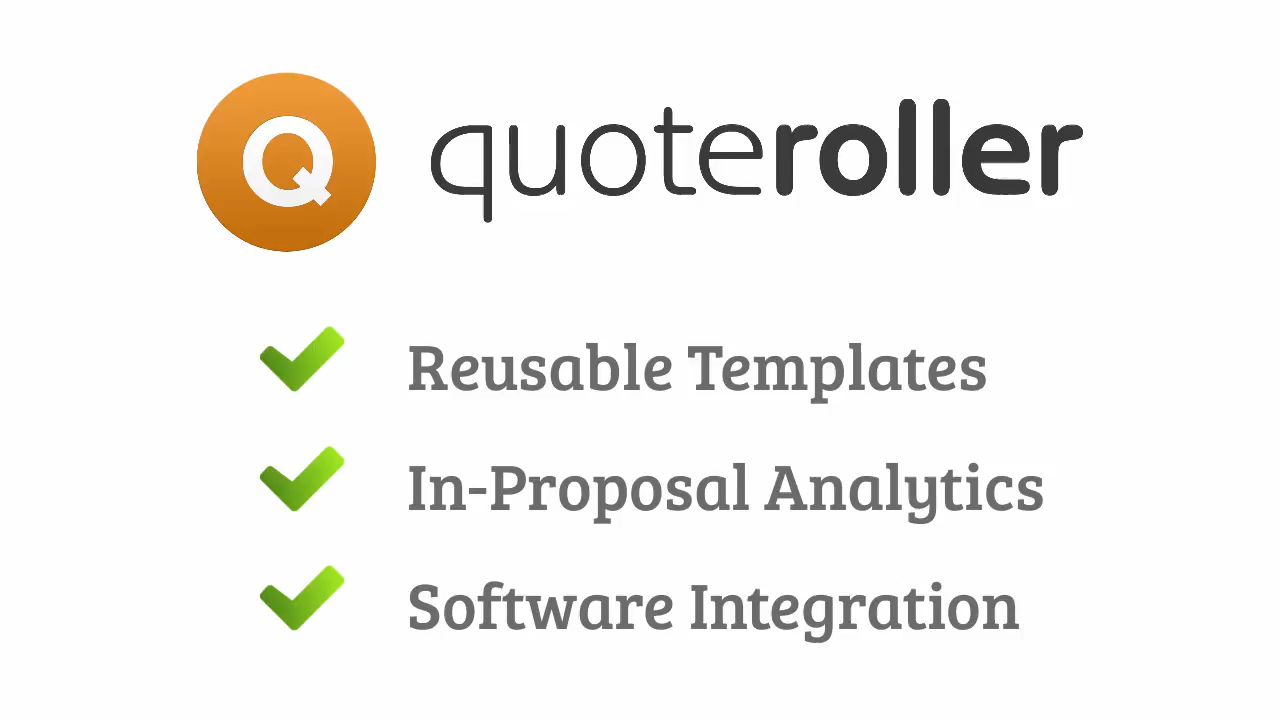 Q quoteroller
Reusable Templates
In-Proposal Analytics
Software Integration